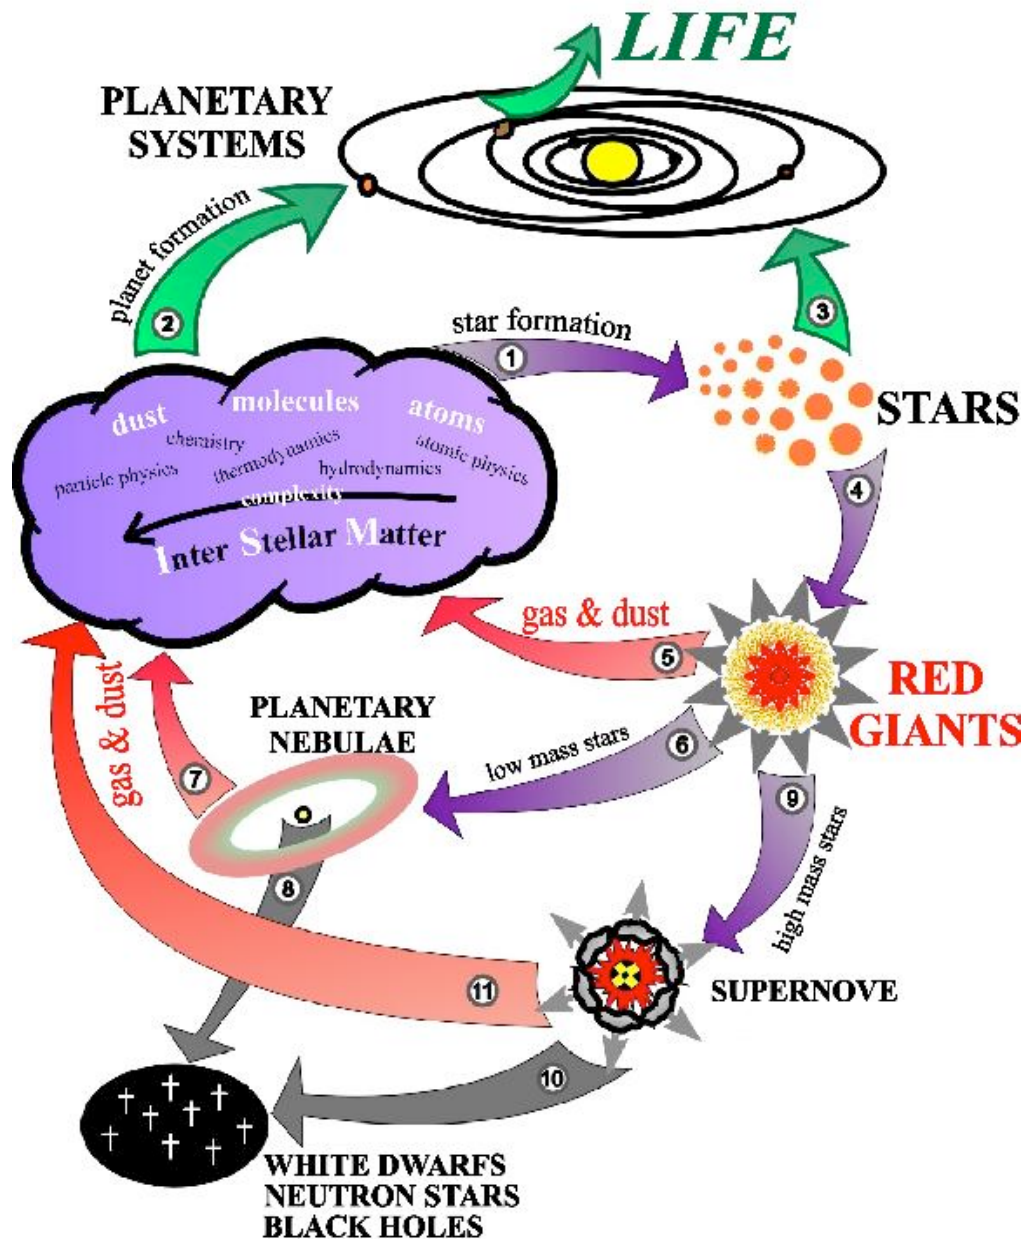 LIFE
PLANETARY
SYSTEMS
planet formation
2
3
star formation
1
STARS
dust molecules atoms
chemistry
particle physics thermodynamics hydrodynamics atomic physics
complexity
Inter Stellar Matter
4
gas & dust
5
RED
GIANTS
gas & dust
7
PLANETARY
NEBULAE
low mass stars
6
9
high mass stars
8
11
SUPERNOVE
10
WHITE DWARFS
NEUTRON STARS
BLACK HOLES